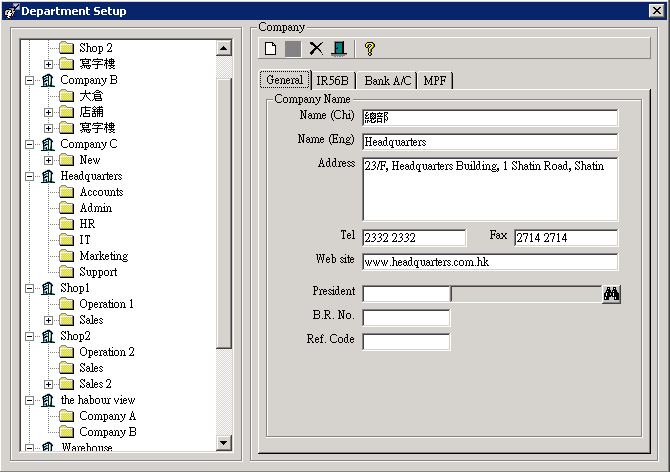 Department Setup
Shop 2
寫字樓
Company B
大倉
店舖
寫字樓
Company C
New
Headquarters
Accounts
Admin
HR
IT
Marketing
Support
Shop1
Operation 1
Sales
Shop2
Operation 2
Sales
Sales 2
the habour view
Company A
Company B
Warehouse
Company
General IR56B Bank A/C MPF
Company Name
Name (Chi) 總部
Name (Eng) Headquarters
Address 23/F, Headquarters Building, 1 Shatin Road, Shatin
Tel 2332 2332 Fax 2714 2714
Web site www.headquarters.com.hk
President
B.R. No.
Ref. Code